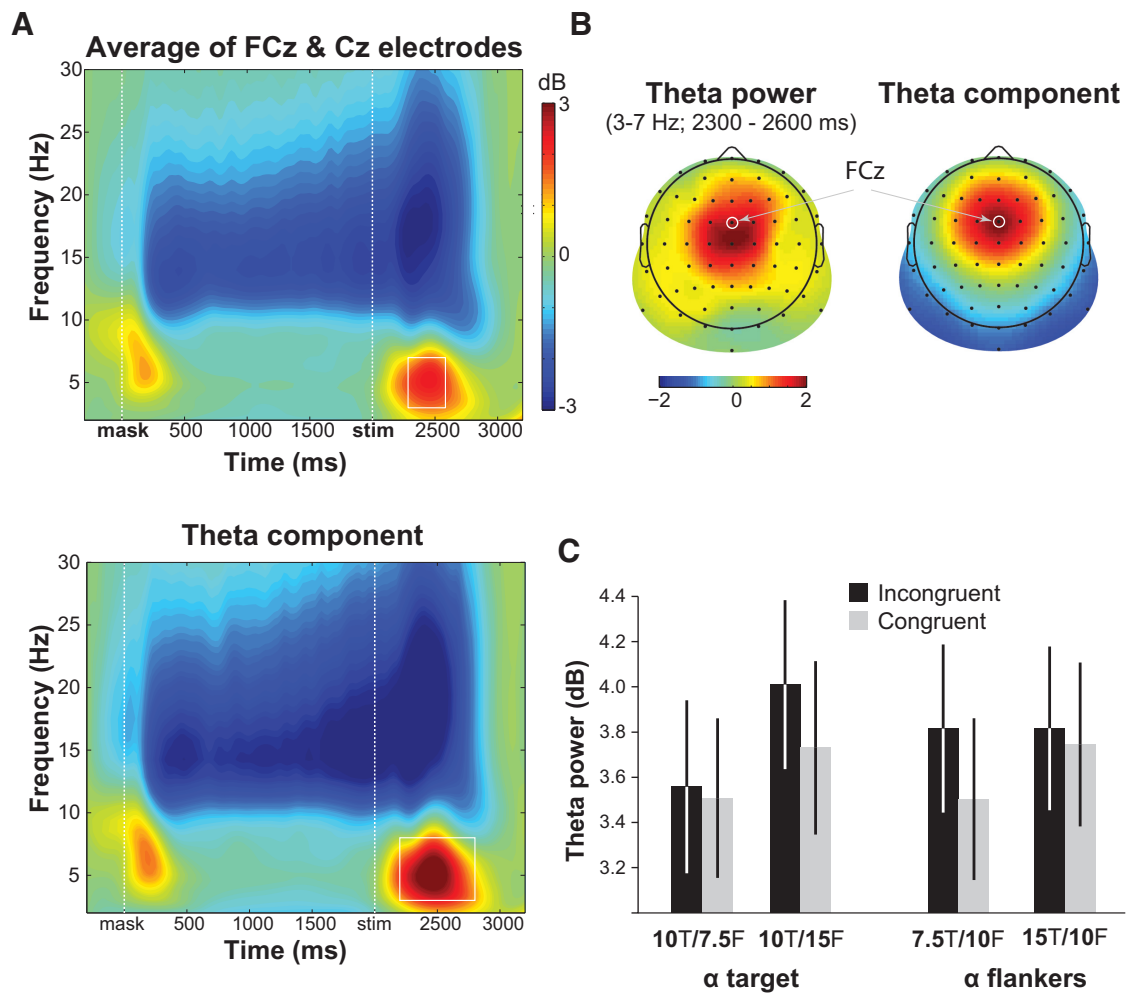 A
Average of FCz & Cz electrodes
30
25
20
15
10
5
Frequency (Hz)
mask 500 1000 1500 stim 2500 3000
Time (ms)
dB
3
0
-3
B
Theta power
(3-7 Hz; 2300 - 2600 ms)
Theta component
FCz
−2 0 2
Theta component
30
25
20
15
10
5
Frequency (Hz)
mask 500 1000 1500 stim 2500 3000
Time (ms)
C
Incongruent
Congruent
4.4
4.2
4.0
3.8
3.6
3.4
3.2
Theta power (dB)
10T/7.5F 10T/15F 7.5T/10F 15T/10F
α target α flankers